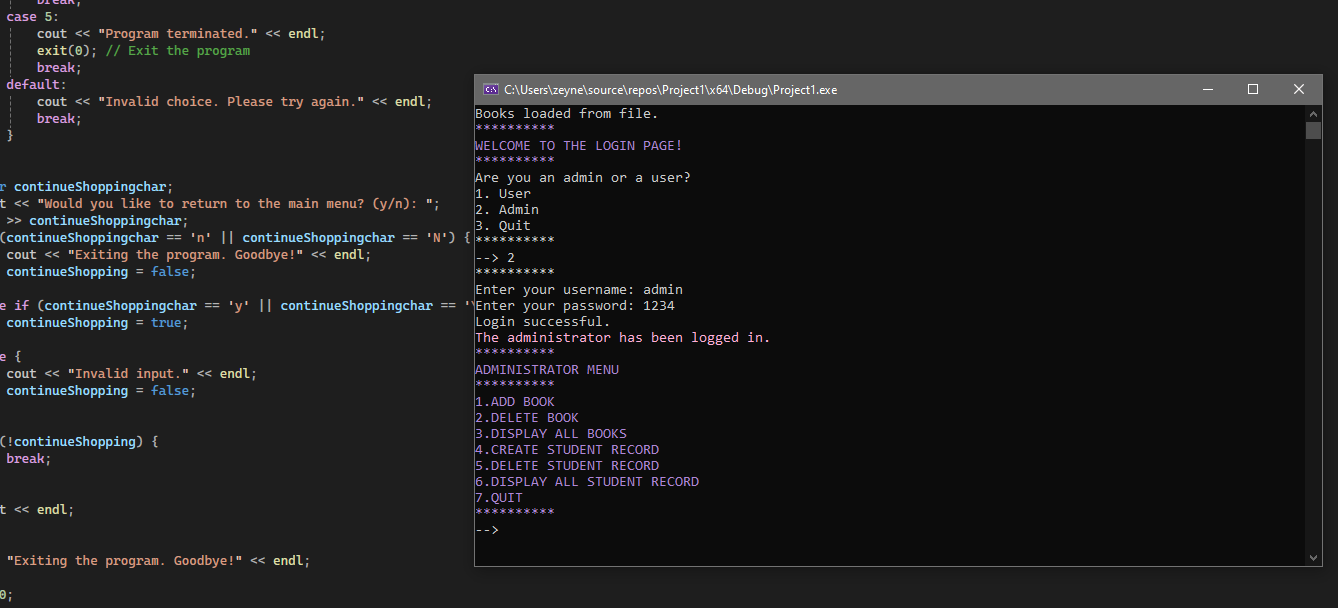 break;
case 5:
cout << "Program terminated." << endl;
exit(0); // Exit the program
break;
default:
cout << "Invalid choice. Please try again." << endl;
break;
}
r continueShoppingchar;
t << "Would you like to return to the main menu? (y/n): ";
>> continueShoppingchar;
(continueShoppingchar == 'n' || continueShoppingchar == 'N') {
cout << "Exiting the program. Goodbye!" << endl;
continueShopping = false;
e if (continueShoppingchar == 'y' || continueShoppingchar == '
continueShopping = true;
e {
cout << "Invalid input." << endl;
continueShopping = false;
(!continueShopping) {
break;
t << endl;
"Exiting the program. Goodbye!" << endl;
0;
C:\Users\zeyne\source\repos\Project1\x64\Debug\Project1.exe
Books loaded from file.
**********
WELCOME TO THE LOGIN PAGE!
**********
Are you an admin or a user?
1. User
2. Admin
3. Quit
**********
--> 2
**********
Enter your username: admin
Enter your password: 1234
Login successful.
The administrator has been logged in.
**********
ADMINISTRATOR MENU
**********
1.ADD BOOK
2.DELETE BOOK
3.DISPLAY ALL BOOKS
4.CREATE STUDENT RECORD
5.DELETE STUDENT RECORD
6.DISPLAY ALL STUDENT RECORD
7.QUIT
**********
-->